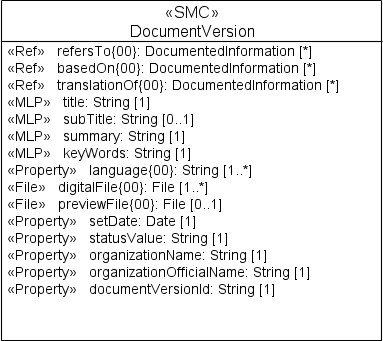 «SMC»
DocumentVersion
«Ref» refersTo{00}: DocumentedInformation [*]
«Ref» basedOn{00}: DocumentedInformation [*]
«Ref» translationOf{00}: DocumentedInformation [*]
«MLP» title: String [1]
«MLP» subTitle: String [0..1]
«MLP» summary: String [1]
«MLP» keyWords: String [1]
«Property» language{00}: String [1..*]
«File» digitalFile{00}: File [1..*]
«File» previewFile{00}: File [0..1]
«Property» setDate: Date [1]
«Property» statusValue: String [1]
«Property» organizationName: String [1]
«Property» organizationOfficialName: String [1]
«Property» documentVersionId: String [1]